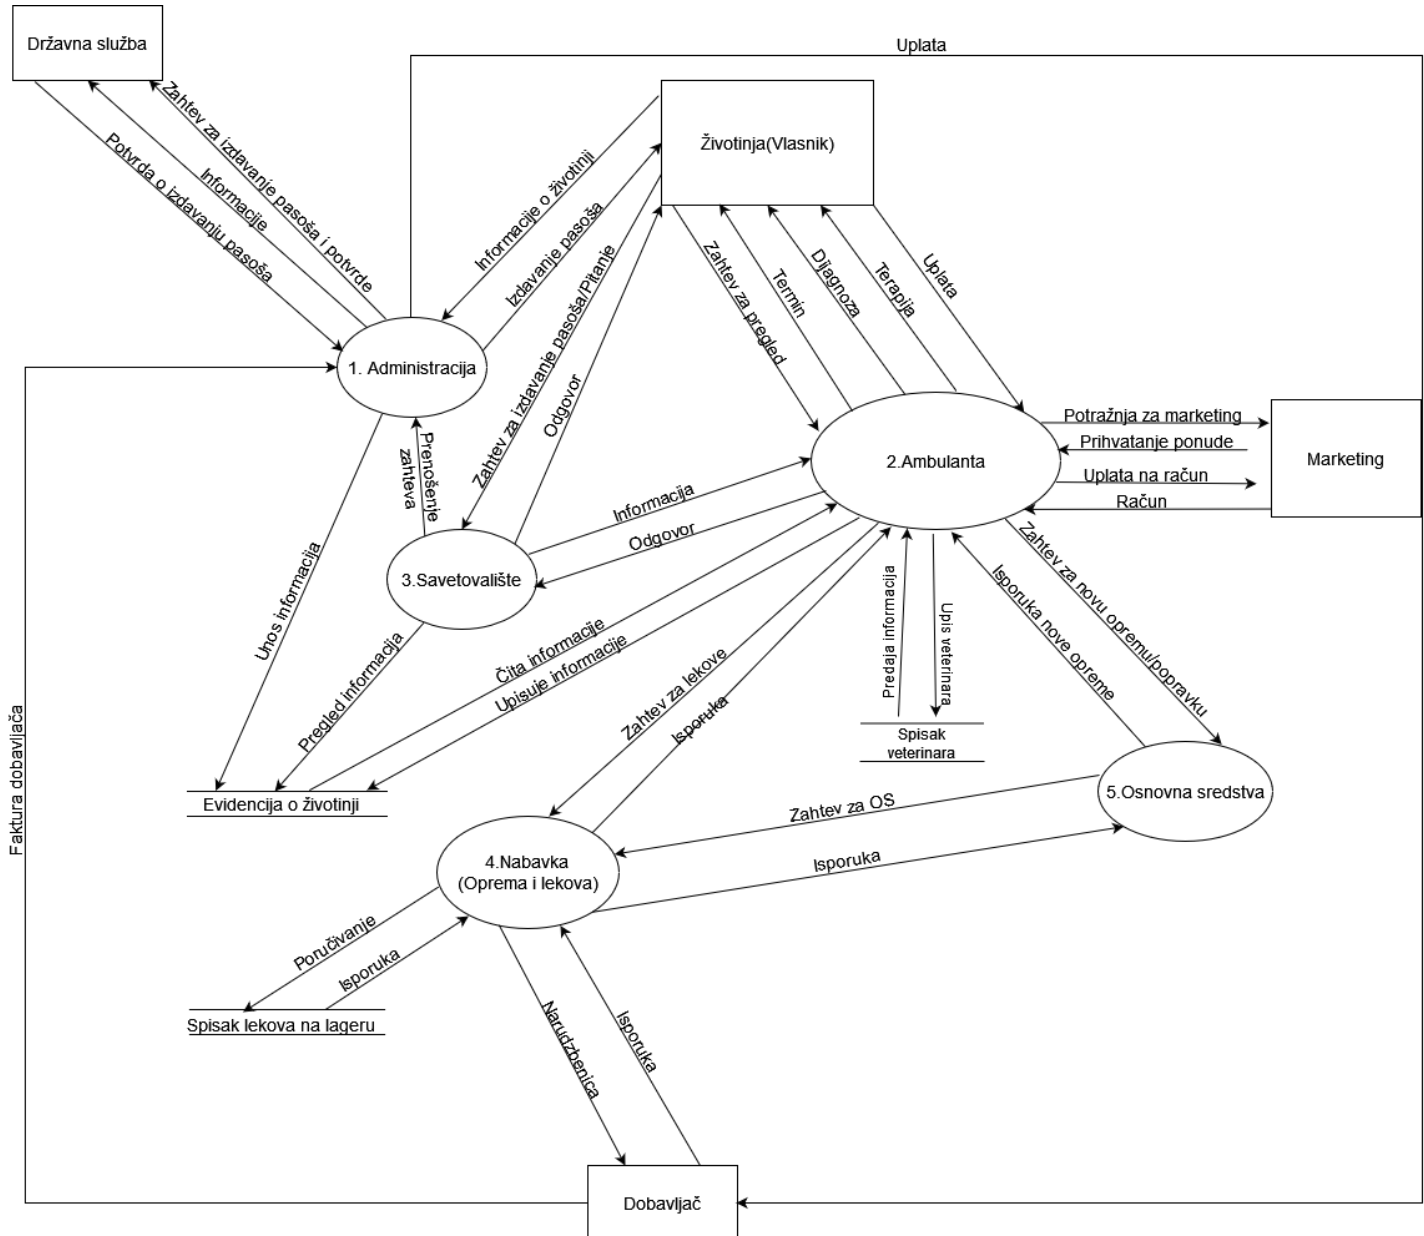 Državna služba
Uplata
Životinja(Vlasnik)
Zahtev za izdavanje pasoša i potvrde
Informacije
Potvrda o izdavanju pasoša
Informacije o životinji
Izdavanje pasoša
Zahtev za izdavanje pasoša/Pitanje
Odgovor
Zahtev za pregled
Termin
Dijagnoza
Terapija
Uplata
1. Administracija
2.Ambulanta
Potražnja za marketing
Prihvatanje ponude
Uplata na račun
Račun
Marketing
Prenošenje
zahteva
Informacija
Odgovor
3.Savetovalište
Unos informacija
Pregled informacija
Čita informacije
Upisuje informacije
Zahtev za lekove
Isporuka
Predaja informacija
Upis veterinara
Zahtev za novu opremu/popravku
Isporuka nove opreme
Spisak
veterinara
Evidencija o životinji
5.Osnovna sredstva
Zahtev za OS
Isporuka
4.Nabavka
(Oprema i lekova)
Faktura dobavljača
Poručivanje
Isporuka
Spisak lekova na lageru
Narudzbenica
Isporuka
Dobavljač